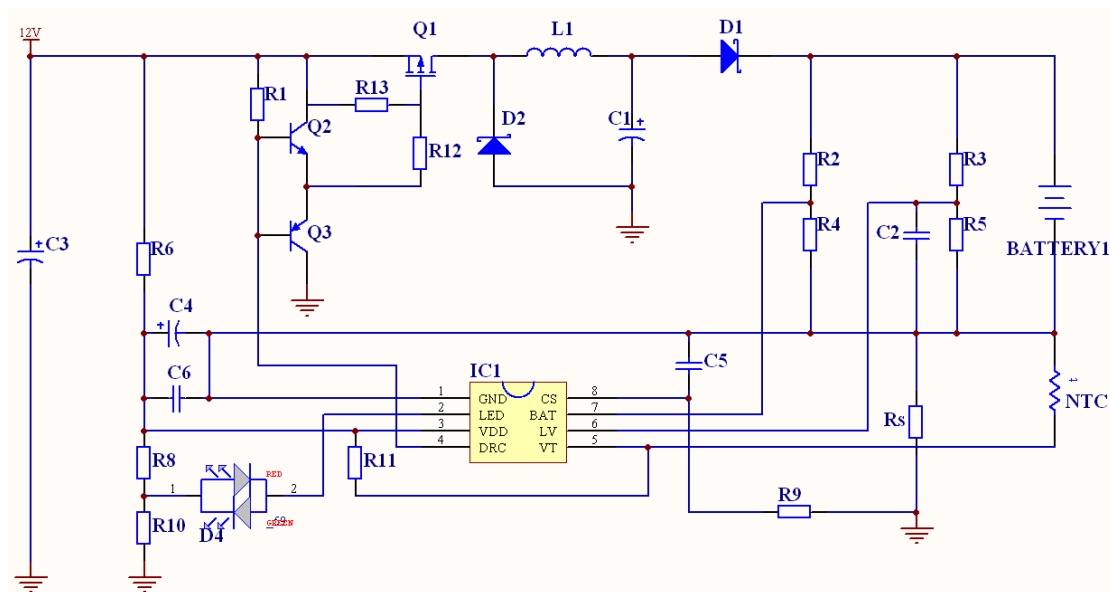 12V
Q1
L1
D1
R1
R13
Q2
D2
C1
R12
R2
R3
Q3
R4
C2
R5
C3
R6
BATTERY1
C4
C5
C6
IC1
1
GND
CS
8
2
LED
BAT
7
3
VDD
LV
6
4
DRC
VT
5
Rs
NTC
R8
R11
RED
1
2
R9
R10
D4